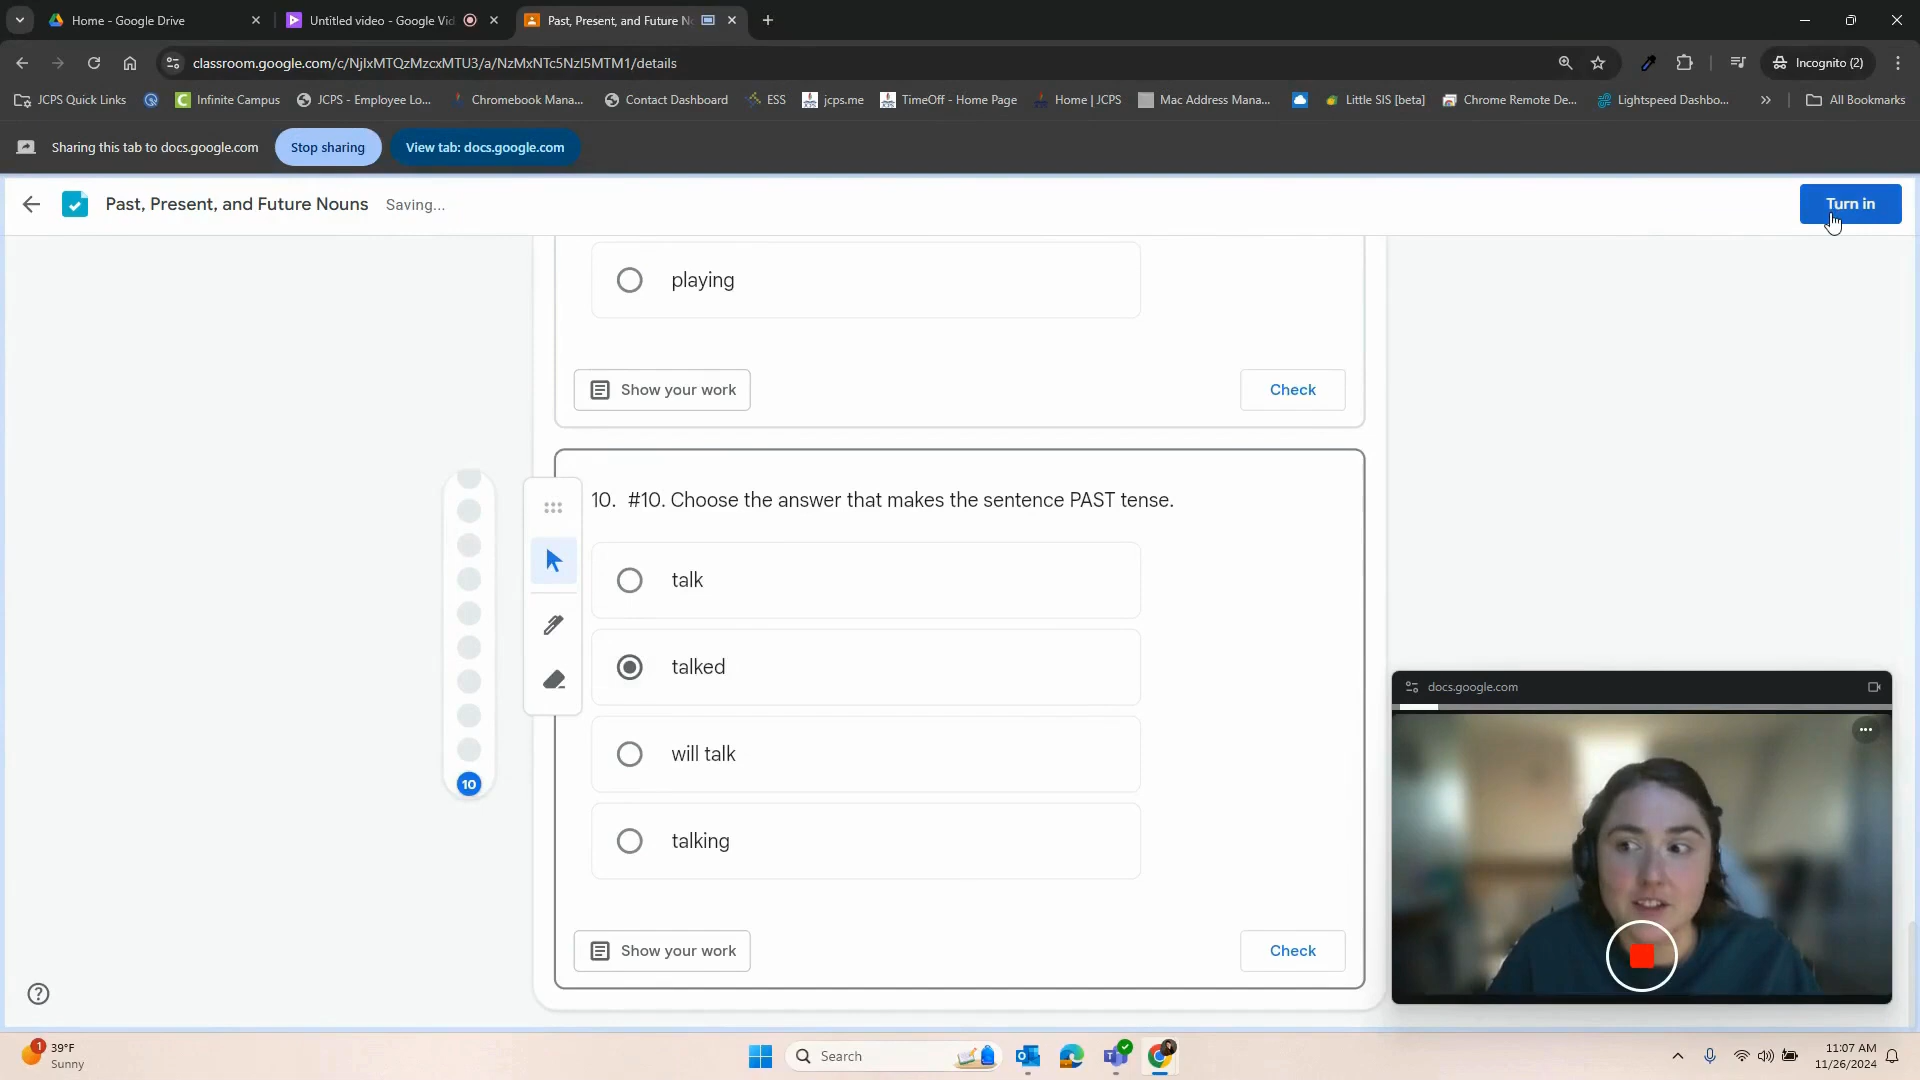 Home - Google Drive
Untitled video - Google Vid
Past, Present, and Future No
classroom.google.com/c/NjIxMTQzMzcxMTU3/a/NzMxNTc5NzI5MTM1/details
Incognito (2)
JCPS Quick Links
Infinite Campus
JCPS - Employee Lo...
Chromebook Mana...
Contact Dashboard
ESS
jcps.me
TimeOff - Home Page
Home | JCPS
Mac Address Mana...
Little SIS [beta]
Chrome Remote De...
Lightspeed Dashbo...
All Bookmarks
Sharing this tab to docs.google.com
Stop sharing
View tab: docs.google.com
Past, Present, and Future Nouns
Saving...
Turn in
playing
Show your work
Check
10. #10. Choose the answer that makes the sentence PAST tense.
talk
talked
will talk
talking
10
Show your work
Check
docs.google.com
1
39°F
Sunny
Search
11:07 AM
11/26/2024